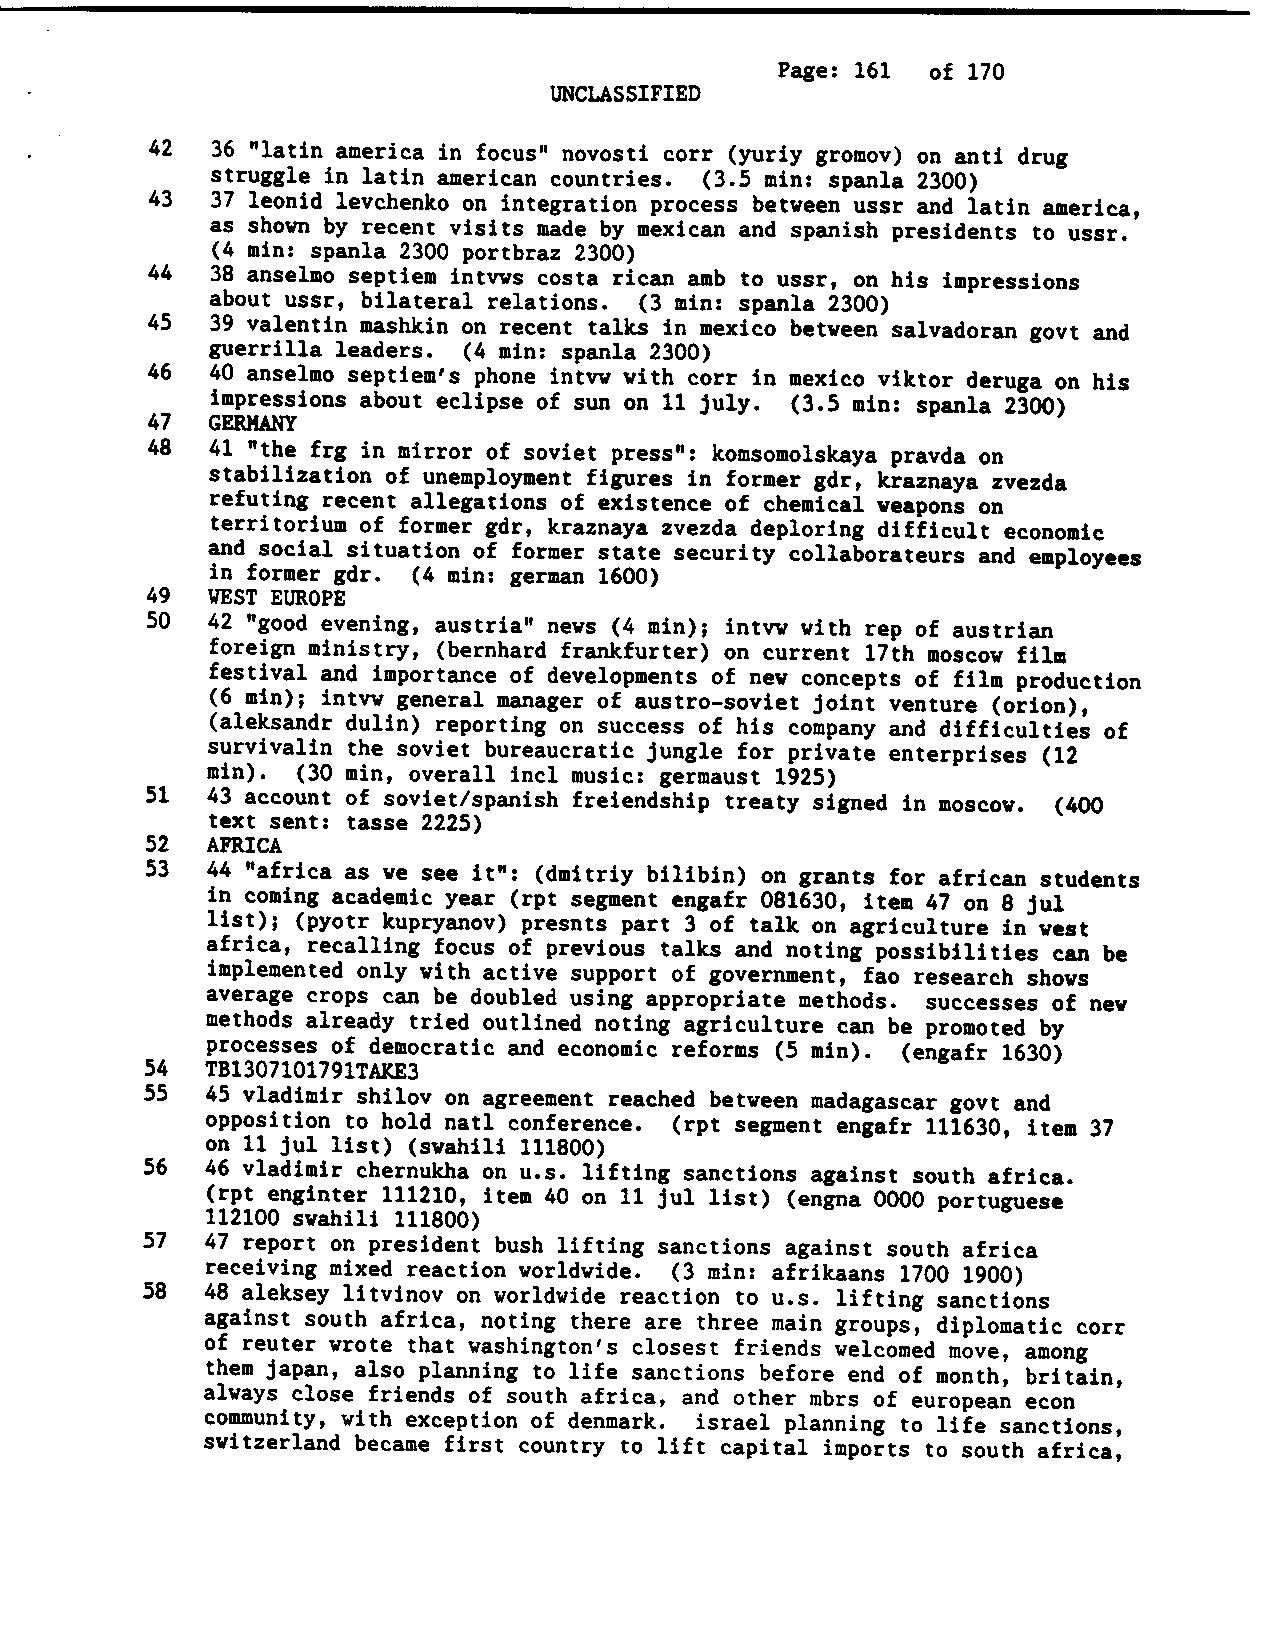 Page: 161 of 170
UNCLASSIFIED
42 36 "latin america in focus" novosti corr (yuriy gromov) on anti drug
struggle in latin american countries. (3.5 min: spanla 2300)
43 37 leonid levchenko on integration process between ussr and latin america,
as shown by recent visits made by mexican and spanish presidents to ussr.
(4 min: spanla 2300 portbraz 2300)
44 38 anselmo septiem intvws costa rican amb to ussr, on his impressions
about ussr, bilateral relations. (3 min: spanla 2300)
45 39 valentin mashkin on recent talks in mexico between salvadoran govt and
guerrilla leaders. (4 min: spanla 2300)
46 40 anselmo septiem's phone intvw with corr in mexico viktor deruga on his
impressions about eclipse of sun on 11 july. (3.5 min: spanla 2300)
47 GERMANY
48 41 "the frg in mirror of soviet press": komsomolskaya pravda on
stabilization of unemployment figures in former gdr, kraznaya zvezda
refuting recent allegations of existence of chemical weapons on
territorium of former gdr, kraznaya zvezda deploring difficult economic
and social situation of former state security collaborateurs and employees
in former gdr. (4 min: german 1600)
49 WEST EUROPE
50 42 "good evening, austria" news (4 min); intvw with rep of austrian
foreign ministry, (bernhard frankfurter) on current 17th moscow film
festival and importance of developments of new concepts of film production
(6 min); intvw general manager of austro-soviet joint venture (orion),
(aleksandr dulin) reporting on success of his company and difficulties of
survivalin the soviet bureaucratic jungle for private enterprises (12
min). (30 min, overall incl music: germaust 1925)
51 43 account of soviet/spanish freiendship treaty signed in moscow. (400
text sent: tasse 2225)
52 AFRICA
53 44 "africa as we see it": (dmitriy bilibin) on grants for african students
in coming academic year (rpt segment engafr 081630, item 47 on 8 jul
list); (pyotr kupryanov) presnts part 3 of talk on agriculture in west
africa, recalling focus of previous talks and noting possibilities can be
implemented only with active support of government, fao research shows
average crops can be doubled using appropriate methods. successes of new
methods already tried outlined noting agriculture can be promoted by
processes of democratic and economic reforms (5 min). (engafr 1630)
54 TB1307101791TAKE3
55 45 vladimir shilov on agreement reached between madagascar govt and
opposition to hold natl conference. (rpt segment engafr 111630, item 37
on 11 jul list) (swahili 111800)
56 46 vladimir chernukha on u.s. lifting sanctions against south africa.
(rpt enginter 111210, item 40 on 11 jul list) (engna 0000 portuguese
112100 swahili 111800)
57 47 report on president bush lifting sanctions against south africa
receiving mixed reaction worldwide. (3 min: afrikaans 1700 1900)
58 48 aleksey litvinov on worldwide reaction to u.s. lifting sanctions
against south africa, noting there are three main groups, diplomatic corr
of reuter wrote that washington's closest friends welcomed move, among
them japan, also planning to life sanctions before end of month, britain,
always close friends of south africa, and other mbrs of european econ
community, with exception of denmark. israel planning to life sanctions,
switzerland became first country to lift capital imports to south africa,